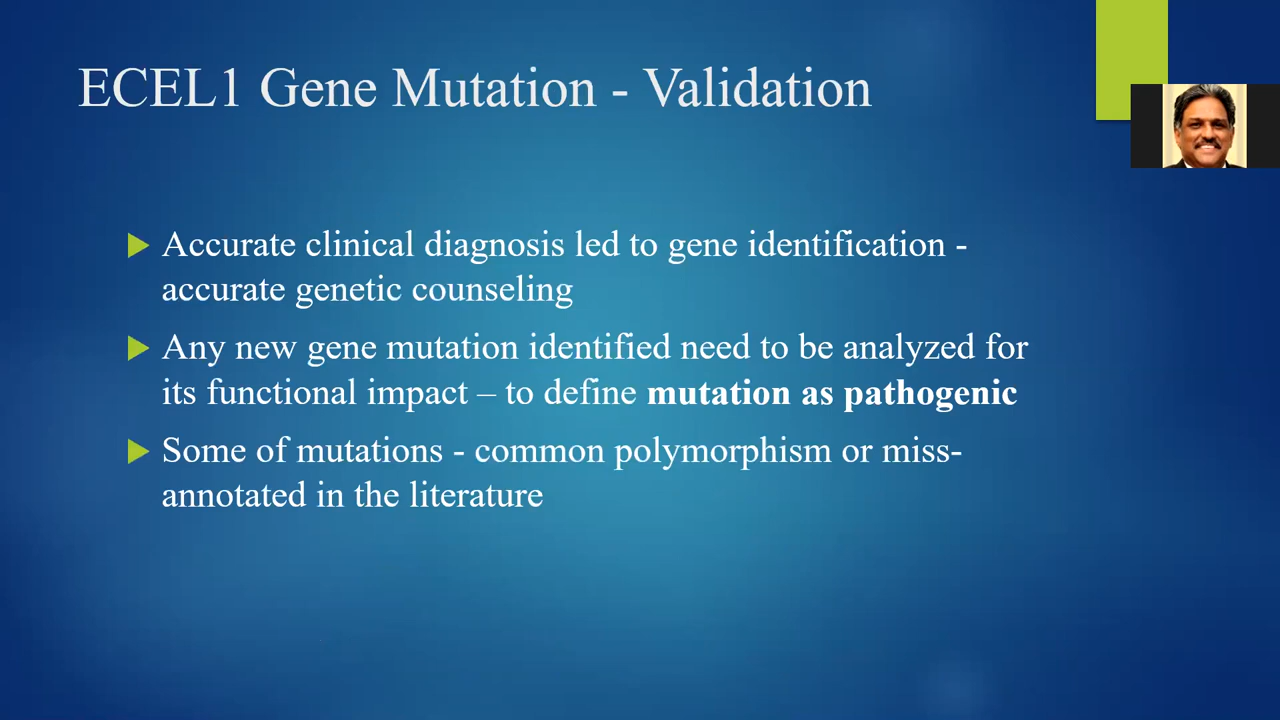 ECEL1 Gene Mutation - Validation
Accurate clinical diagnosis led to gene identification -
accurate genetic counseling
Any new gene mutation identified need to be analyzed for
its functional impact – to define mutation as pathogenic
Some of mutations - common polymorphism or miss-
annotated in the literature